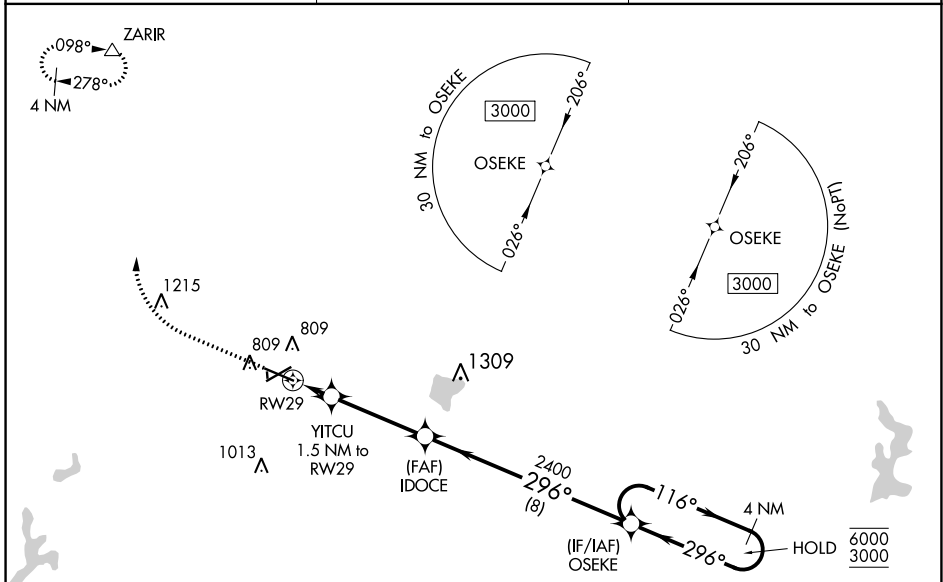 ZARIR
098°
278°
4 NM
30 NM to OSEKE
3000
206°
OSEKE
026°
206°
OSEKE
026°
3000
30 NM to OSEKE (NoPT)
1215
809
809
RW29
1309
YITCU
1.5 NM to
RW29
1013
(FAF)
IDOCE
2400
296°
(8)
116°
4 NM
296°
HOLD
6000
3000
(IF/IAF)
OSEKE